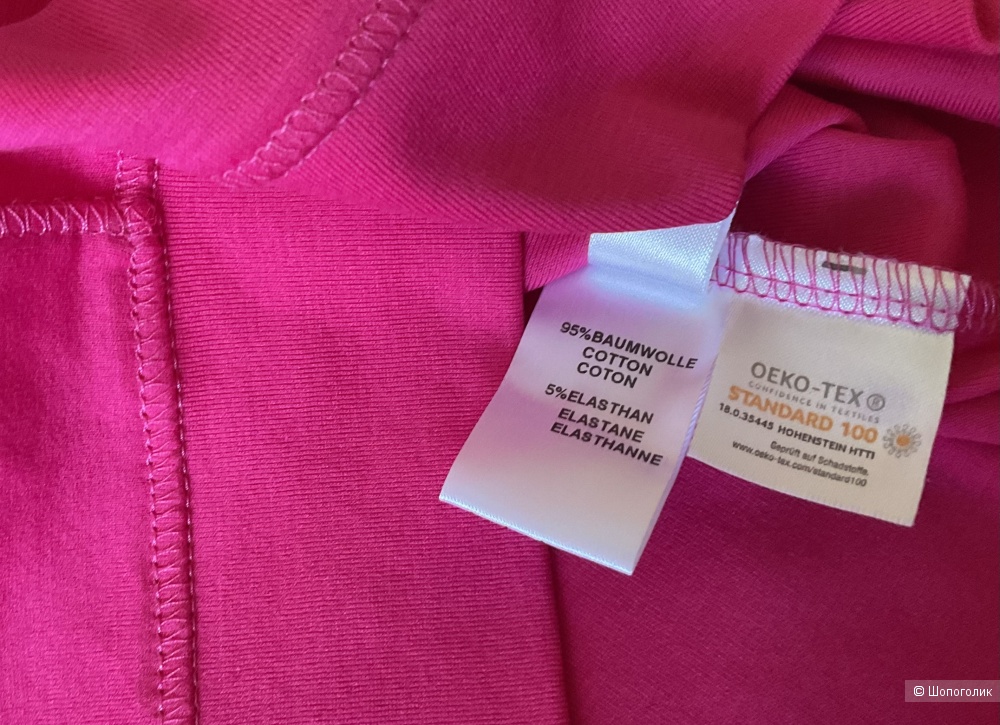 95%BAUMWOLLE
COTTON
COTON
5%ELASTHAN
ELASTANE
ELASTHANNE
OEKO-TEX®
CONFIDENCE IN TEXTILES
STANDARD 100
18.0.35445 HOHENSTEIN HTTI
Geprüft auf Schadstoffe.
www.oeko-tex.com/standard100
© Шопоголик